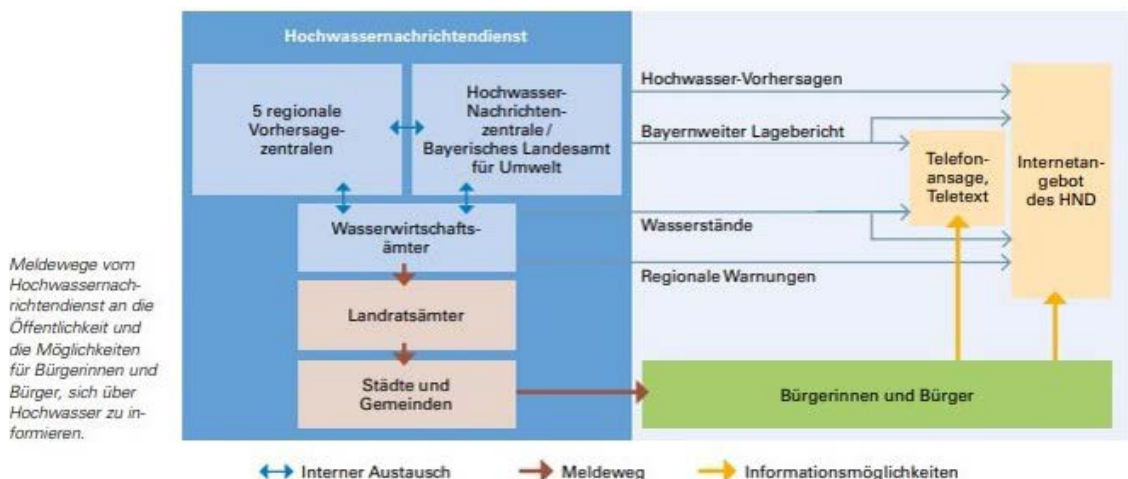 Hochwassernachrichtendienst
5 regionale
Vorhersage-
zentralen
Hochwasser-
Nachrichten-
zentrale /
Bayerisches Landesamt
für Umwelt
Wasserwirtschafts-
ämter
Landratsämter
Städte und
Gemeinden
Hochwasser-Vorhersagen
Bayernweiter Lagebericht
Wasserstände
Regionale Warnungen
Telefon-
ansage,
Teletext
Internetan-
gebot
des HND
Bürgerinnen und Bürger
Meldewege vom
Hochwassernach-
richtendienst an die
Öffentlichkeit und
die Möglichkeiten
für Bürgerinnen und
Bürger, sich über
Hochwasser zu in-
formieren.
Interner Austausch
Meldeweg
Informationsmöglichkeiten